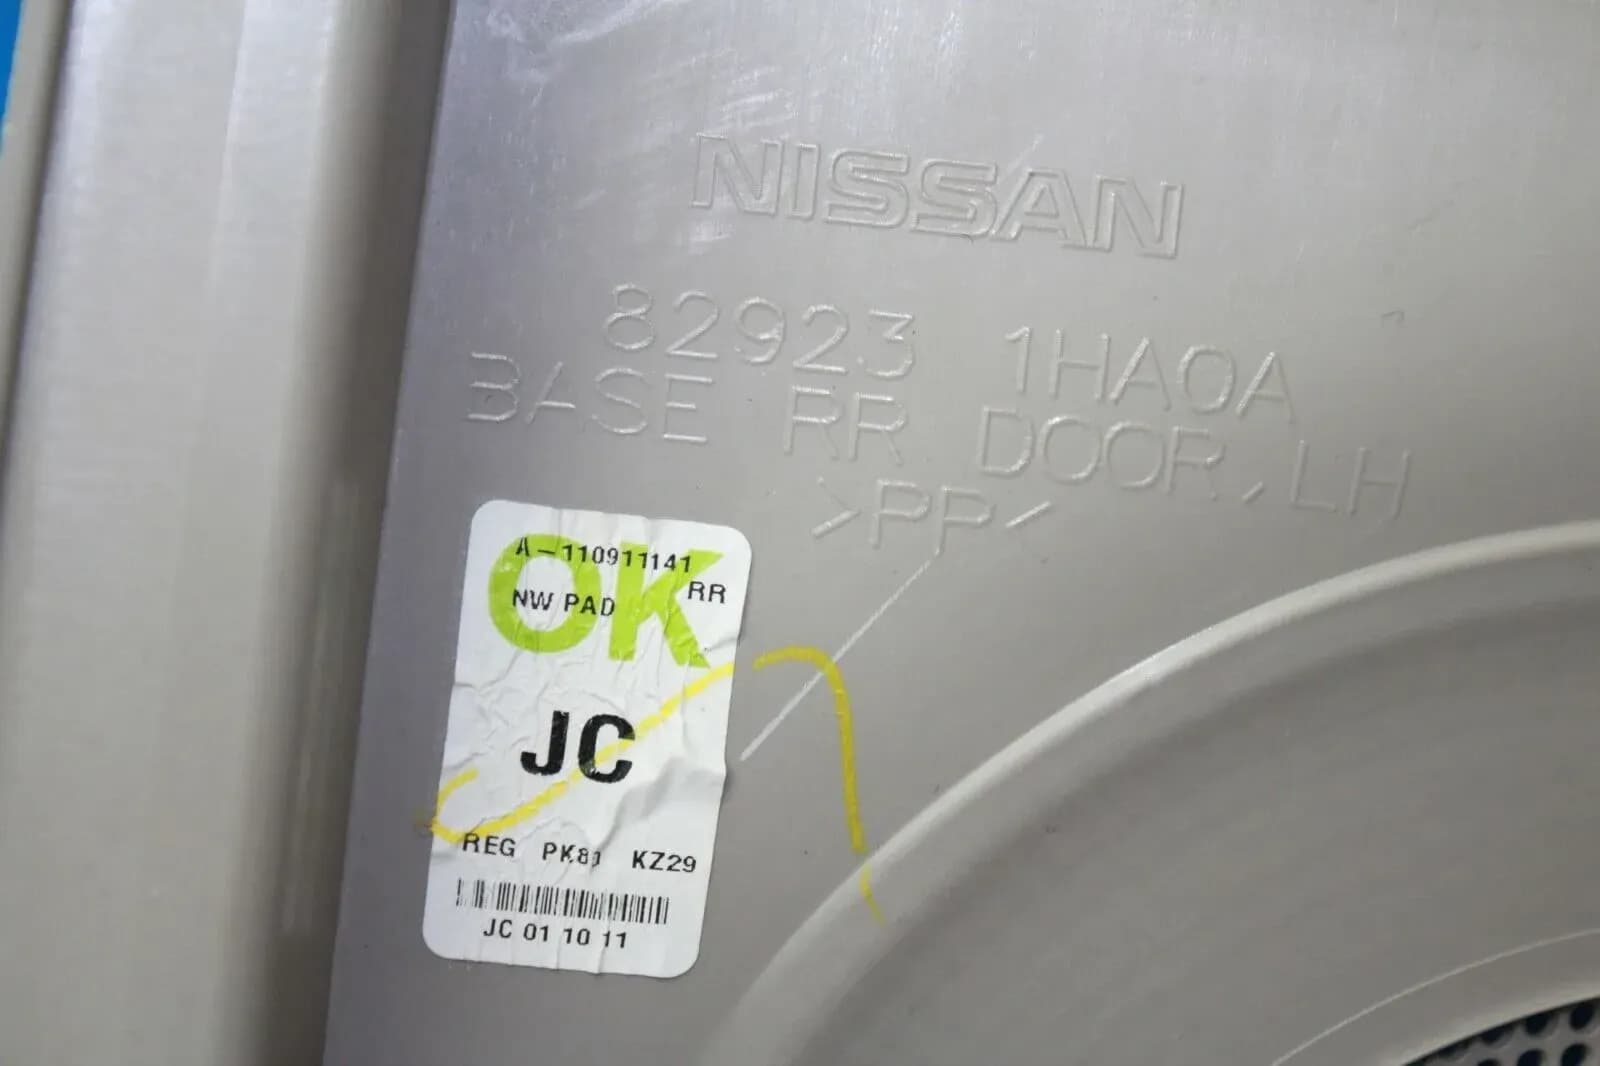 NISSAN
82923 1HA0A
BASE RR DOOR,LH
>PP<
OK
A-110911141
NW PAD RR
JC
REG KZ29
JC 01 10 11